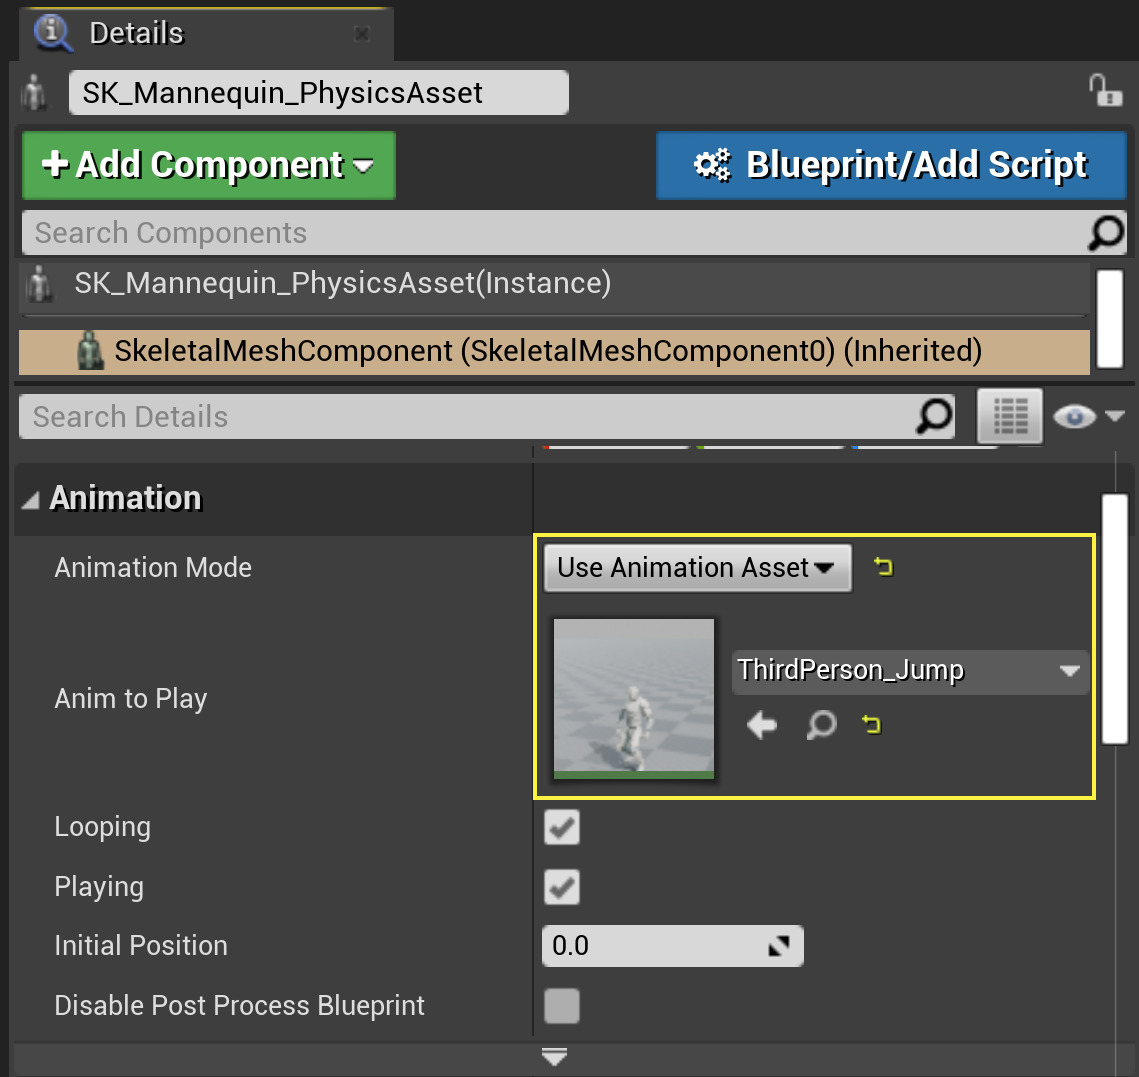 Details
SK_Mannequin_PhysicsAsset
Add Component
Blueprint/Add Script
Search Components
SK_Mannequin_PhysicsAsset(Instance)
SkeletalMeshComponent (SkeletalMeshComponent0) (Inherited)
Search Details
Animation
Animation Mode
Use Animation Asset
Anim to Play
ThirdPerson_Jump
Looping
Playing
Initial Position
0.0
Disable Post Process Blueprint